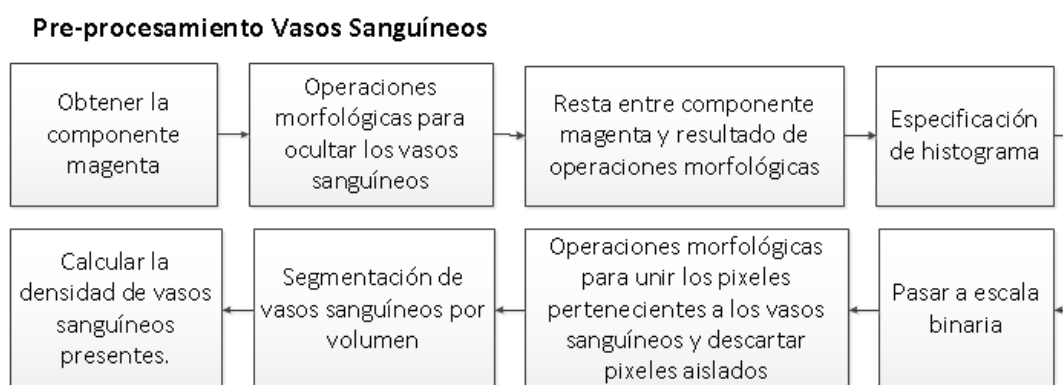 Pre-procesamiento Vasos Sanguíneos
Obtener la
componente
magenta
Operaciones
morfológicas para
ocultar los vasos
sanguíneos
Resta entre componente
magenta y resultado de
operaciones morfológicas
Especificación
de histograma
Calcular la
densidad de vasos
sanguíneos
presentes.
Segmentación de
vasos sanguíneos por
volumen
Operaciones morfológicas
para unir los pixeles
pertenecientes a los vasos
sanguíneos y descartar
pixeles aislados
Pasar a escala
binaria